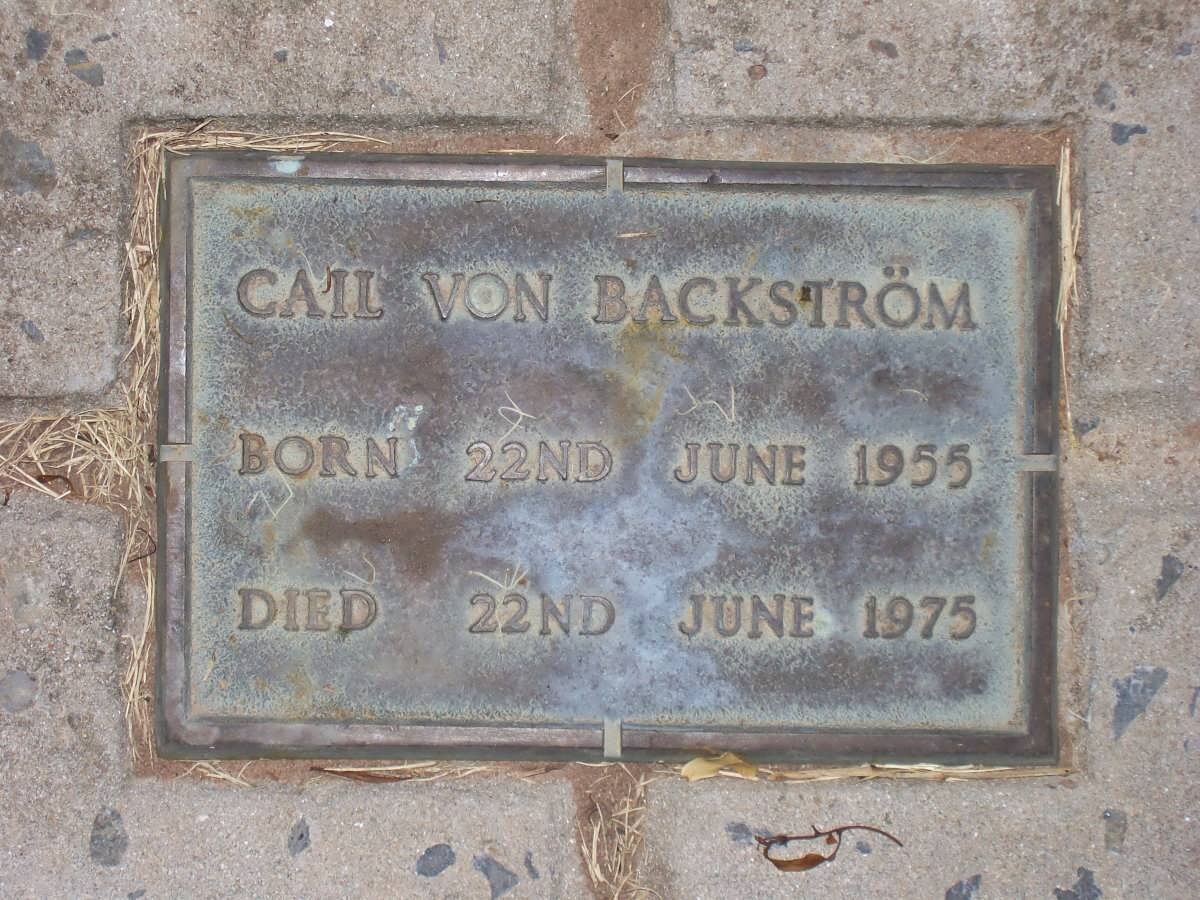 CAIL VON BACKSTRÖM
BORN 22ND JUNE 1955
DIED 22ND JUNE 1975